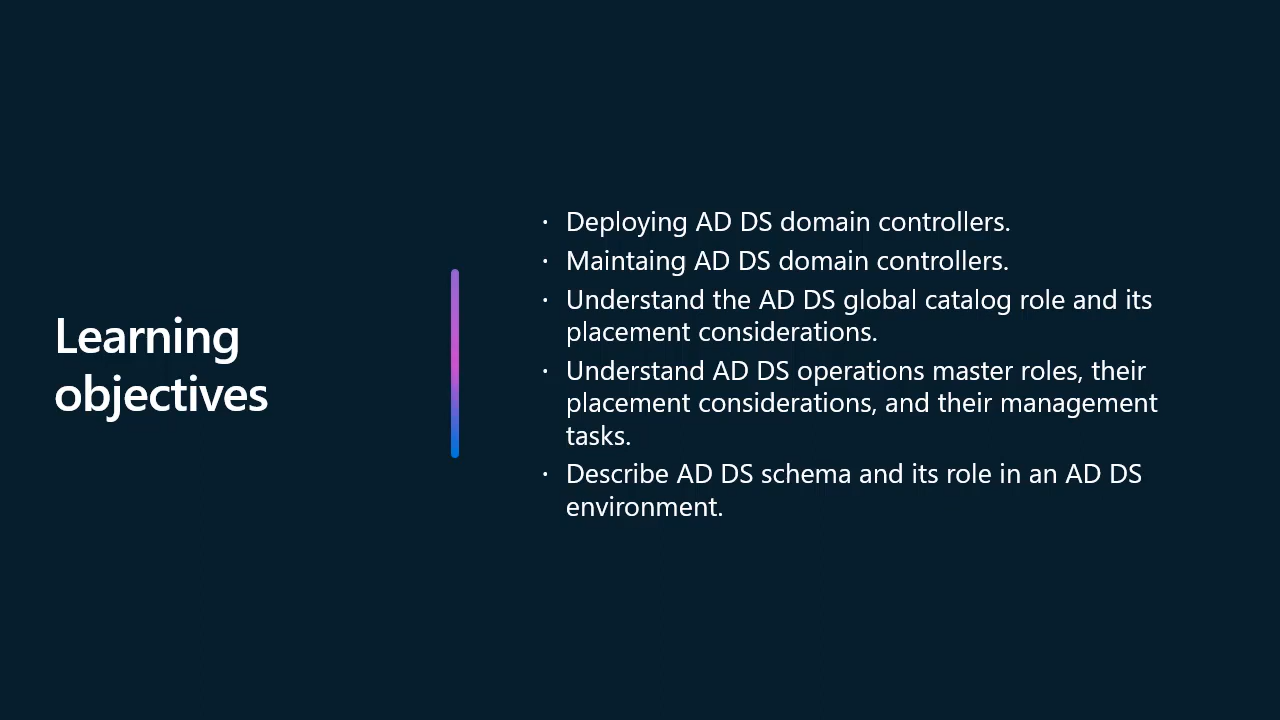 Learning
objectives
· Deploying AD DS domain controllers.
· Maintaing AD DS domain controllers.
· Understand the AD DS global catalog role and its
placement considerations.
· Understand AD DS operations master roles, their
placement considerations, and their management
tasks.
· Describe AD DS schema and its role in an AD DS
environment.